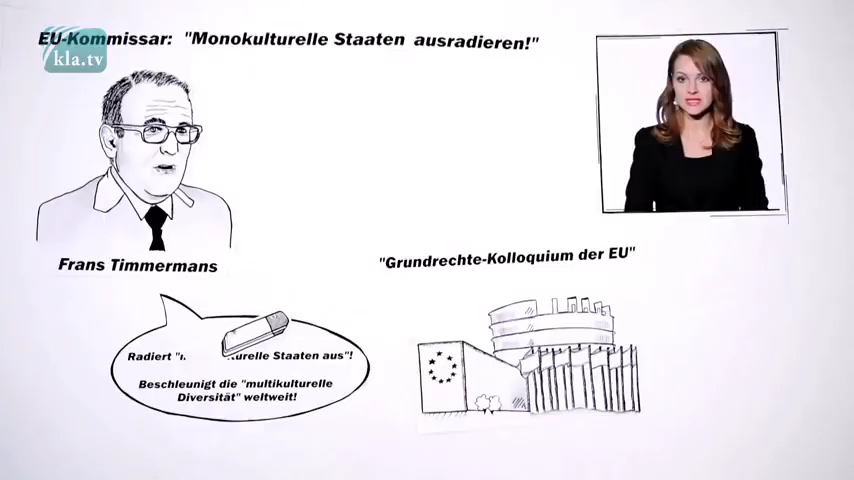 EU-Kommissar: "Monokulturelle Staaten ausradieren!"
kla.tv
Frans Timmermans
"Grundrechte-Kolloquium der EU"
Radiert " urelle Staaten aus"!
Beschleunigt die "multikulturelle
Diversität" weltweit!